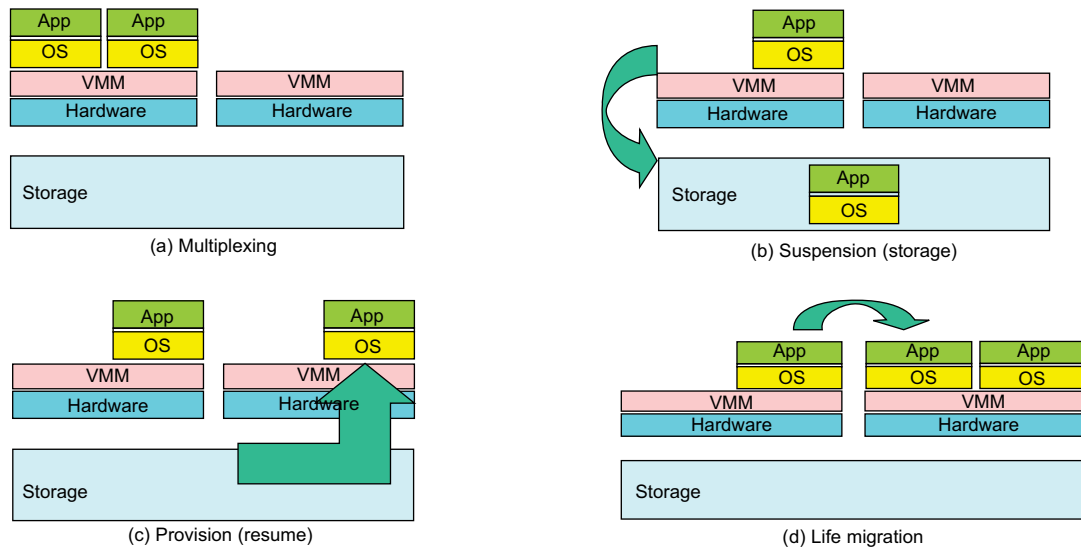 App App
OS OS
VMM VMM
Hardware Hardware
Storage
(a) Multiplexing
App
OS
VMM VMM
Hardware Hardware
Storage
App
OS
(b) Suspension (storage)
App App
OS OS
VMM VMM
Hardware Hardware
Storage
(c) Provision (resume)
App App App
OS OS OS
VMM VMM
Hardware Hardware
Storage
(d) Life migration